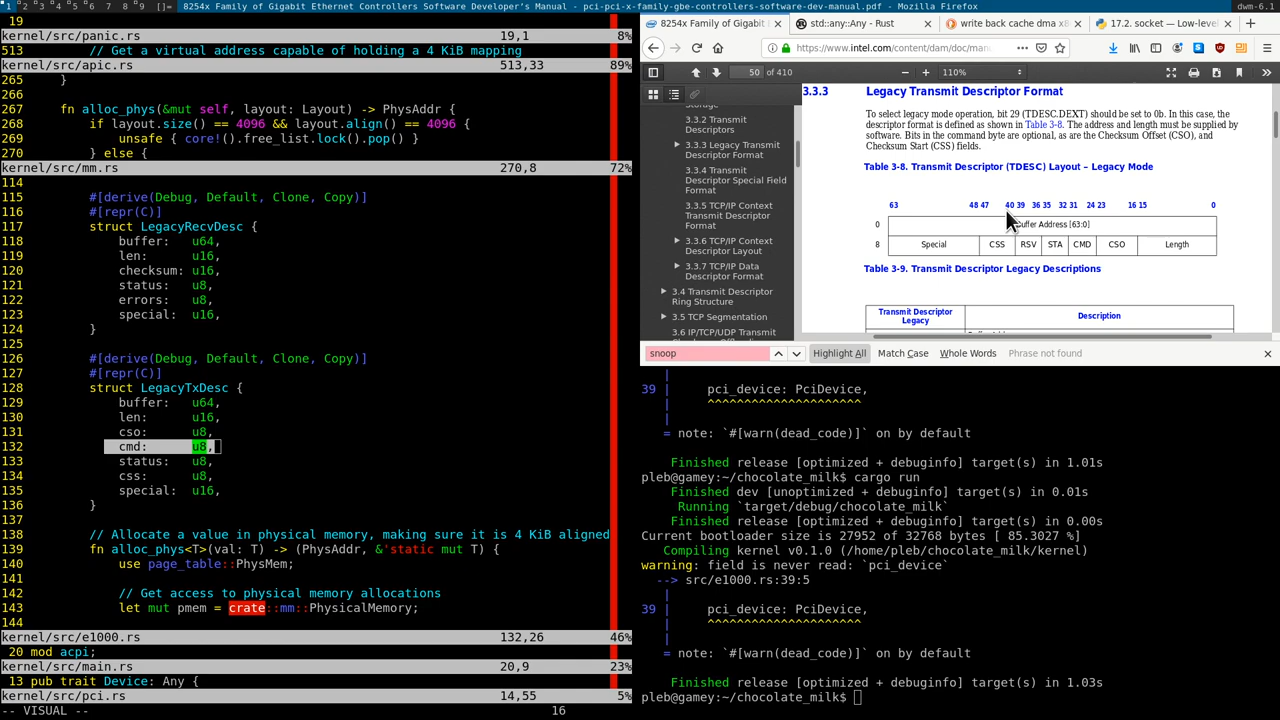 1 2 3 4 5 6 7 8 9 []= 8254x Family of Gigabit Ethernet Controllers Software Developer's Manual - pci-pci-x-family-gbe-controllers-software-dev-manual.pdf - Mozilla Firefox dwm-6.1
19
kernel/src/panic.rs 19,1 8%
513 // Get a virtual address capable of holding a 4 KiB mapping
kernel/src/apic.rs 513,33 89%
265 }
266
267 fn alloc_phys(&mut self, layout: Layout) -> PhysAddr {
268 if layout.size() == 4096 && layout.align() == 4096 {
269 unsafe { core!().free_list.lock().pop() }
270 } else {
kernel/src/mm.rs 270,8 72%
114
115 #[derive(Debug, Default, Clone, Copy)]
116 #[repr(C)]
117 struct LegacyRecvDesc {
118 buffer: u64,
119 len: u16,
120 checksum: u16,
121 status: u8,
122 errors: u8,
123 special: u16,
124 }
125
126 #[derive(Debug, Default, Clone, Copy)]
127 #[repr(C)]
128 struct LegacyTxDesc {
129 buffer: u64,
130 len: u16,
131 cso: u8,
132 cmd: u8,
133 status: u8,
134 css: u8,
135 special: u16,
136 }
137
138 // Allocate a value in physical memory, making sure it is 4 KiB aligned
139 fn alloc_phys<T>(val: T) -> (PhysAddr, &'static mut T) {
140 use page_table::PhysMem;
141
142 // Get access to physical memory allocations
143 let mut pmem = crate::mm::PhysicalMemory;
144
kernel/src/e1000.rs 132,26 46%
20 mod acpi;
kernel/src/main.rs 20,9 23%
13 pub trait Device: Any {
kernel/src/pci.rs 14,55 5%
-- VISUAL -- 16
8254x Family of Gigabit
std::any::Any - Rust
write back cache dma x8
17.2. socket — Low-level
https://www.intel.com/content/dam/doc/man
50 of 410
110%
Storage
3.3.2 Transmit
Descriptors
3.3.3 Legacy Transmit
Descriptor Format
3.3.4 Transmit
Descriptor Special Field
Format
3.3.5 TCP/IP Context
Transmit Descriptor
Format
3.3.6 TCP/IP Context
Descriptor Layout
3.3.7 TCP/IP Data
Descriptor Format
3.4 Transmit Descriptor
Ring Structure
3.5 TCP Segmentation
3.6 IP/TCP/UDP Transmit
3.3.3 Legacy Transmit Descriptor Format
To select legacy mode operation, bit 29 (TDESC.DEXT) should be set to 0b. In this case, the
descriptor format is defined as shown in Table 3-8. The address and length must be supplied by
software. Bits in the command byte are optional, as are the Checksum Offset (CSO), and
Checksum Start (CSS) fields.
Table 3-8. Transmit Descriptor (TDESC) Layout – Legacy Mode
63 48 47 40 39 36 35 32 31 24 23 16 15 0
0 Buffer Address [63:0]
8 Special CSS RSV STA CMD CSO Length
Table 3-9. Transmit Descriptor Legacy Descriptions
Transmit Descriptor
Legacy
Description
snoop Highlight All Match Case Whole Words Phrase not found
|
39 | pci_device: PciDevice,
| ^^^^^^^^^^^^^^^^^^^^^
|
= note: `#[warn(dead_code)]` on by default
Finished release [optimized + debuginfo] target(s) in 1.01s
pleb@gamey:~/chocolate_milk$ cargo run
Finished dev [unoptimized + debuginfo] target(s) in 0.01s
Running `target/debug/chocolate_milk`
Finished release [optimized + debuginfo] target(s) in 0.00s
Current bootloader size is 27952 of 32768 bytes [ 85.3027 %]
Compiling kernel v0.1.0 (/home/pleb/chocolate_milk/kernel)
warning: field is never read: `pci_device`
--> src/e1000.rs:39:5
|
39 | pci_device: PciDevice,
| ^^^^^^^^^^^^^^^^^^^^^
|
= note: `#[warn(dead_code)]` on by default
Finished release [optimized + debuginfo] target(s) in 1.03s
pleb@gamey:~/chocolate_milk$